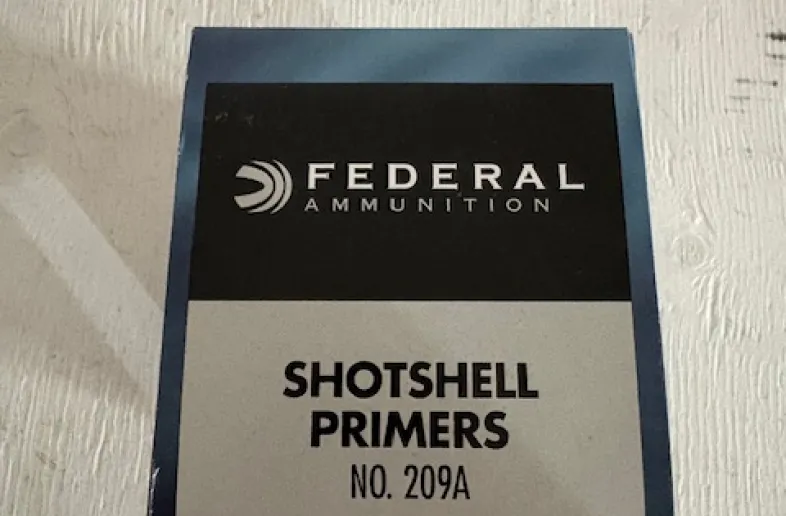 FEDERAL
AMMUNITION
SHOTSHELL
PRIMERS
NO. 209A